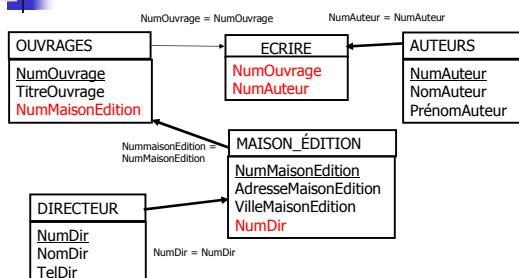 NumOuvrage = NumOuvrage
NumAuteur = NumAuteur
OUVRAGES
NumOuvrage
TitreOuvrage
NumMaisonEdition
ECRIRE
NumOuvrage
NumAuteur
AUTEURS
NumAuteur
NomAuteur
PrénomAuteur
NummaisonEdition =
NumMaisonEdition
MAISON_ÉDITION
NumMaisonEdition
AdresseMaisonEdition
VilleMaisonEdition
NumDir
DIRECTEUR
NumDir
NomDir
TelDir
NumDir = NumDir